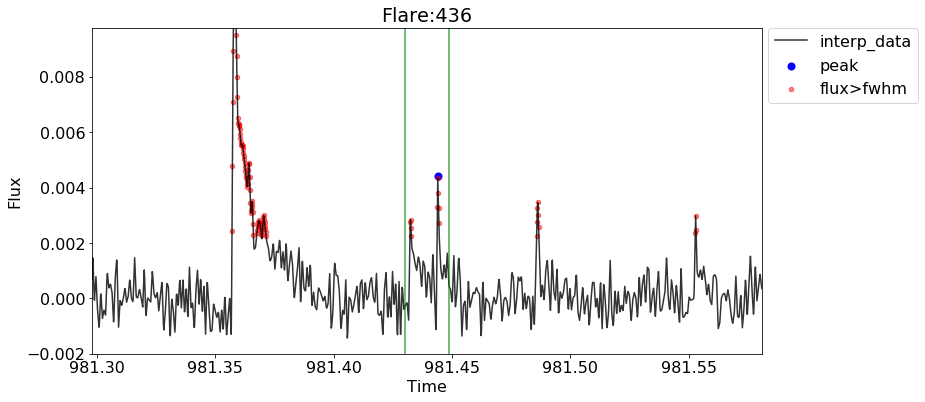 Flare:436
interp_data
peak
flux>fwhm
Flux
0.008
0.006
0.004
0.002
0.000
−0.002
981.30
981.35
981.40
981.45
981.50
981.55
Time